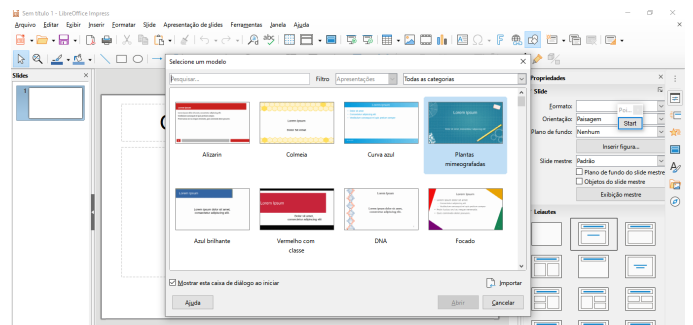 Sem título 1 - LibreOffice Impress
Arquivo Editar Exibir Inserir Formatar Slide Apresentação de slides Ferramentas Janela Ajuda
Slides
1
Selecione um modelo
Pesquisar...
Filtro
Apresentações
Todas as categorias
Alizarin
Colmeia
Curva azul
Plantas
mimeografadas
Lorem Ipsum
Azul brilhante
Vermelho com
classe
DNA
Focado
Mostrar esta caixa de diálogo ao iniciar
Importar
Ajuda
Abrir
Cancelar
Propriedades
Slide
Formato:
Orientação:
Paisagem
Start
Plano de fundo:
Nenhum
Inserir figura...
Slide mestre:
Padrão
Plano de fundo do slide mestre
Objetos do slide mestre
Exibição mestre
Leiautes